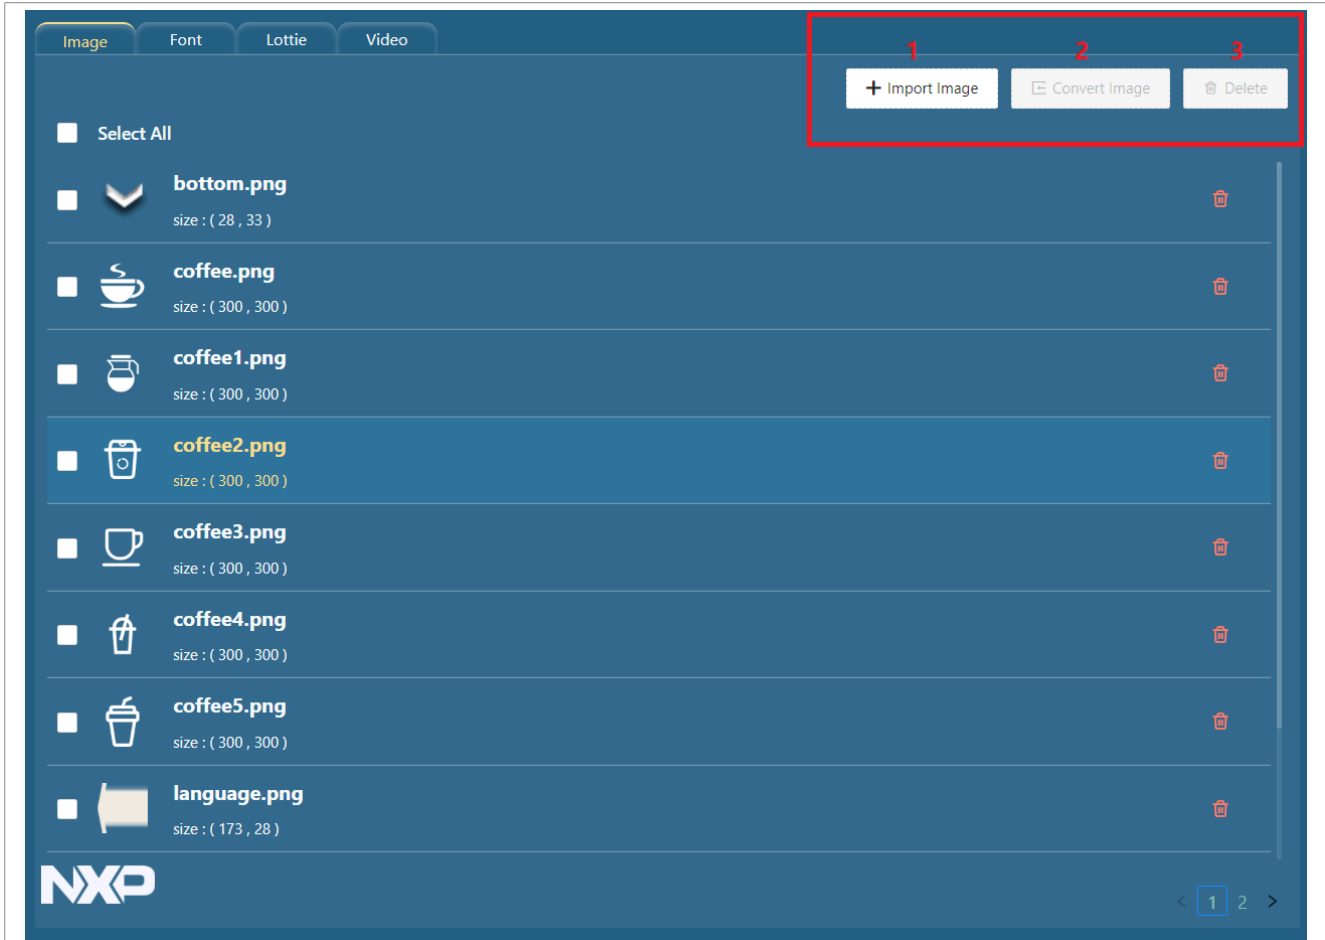 Image Font Lottie Video
1 2 3
Import Image Convert Image Delete
Select All
bottom.png
size : ( 28 , 33 )
coffee.png
size : ( 300 , 300 )
coffee1.png
size : ( 300 , 300 )
coffee2.png
size : ( 300 , 300 )
coffee3.png
size : ( 300 , 300 )
coffee4.png
size : ( 300 , 300 )
coffee5.png
size : ( 300 , 300 )
language.png
size : ( 173 , 28 )
NXP
< 1 2 >